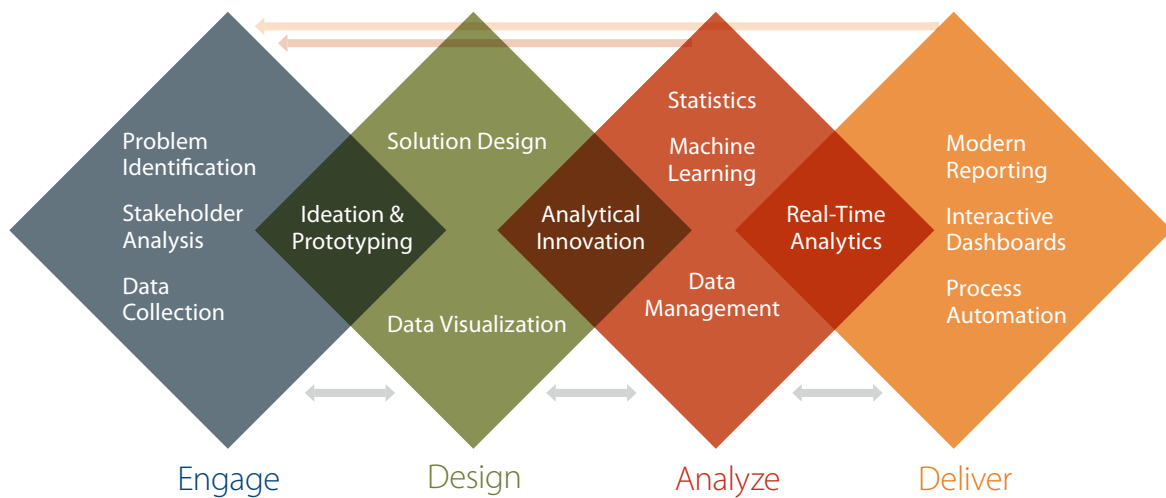 Problem
Identification
Stakeholder
Analysis
Data
Collection
Ideation &
Prototyping
Solution Design
Data Visualization
Analytical
Innovation
Statistics
Machine
Learning
Data
Management
Real-Time
Analytics
Modern
Reporting
Interactive
Dashboards
Process
Automation
Engage
Design
Analyze
Deliver